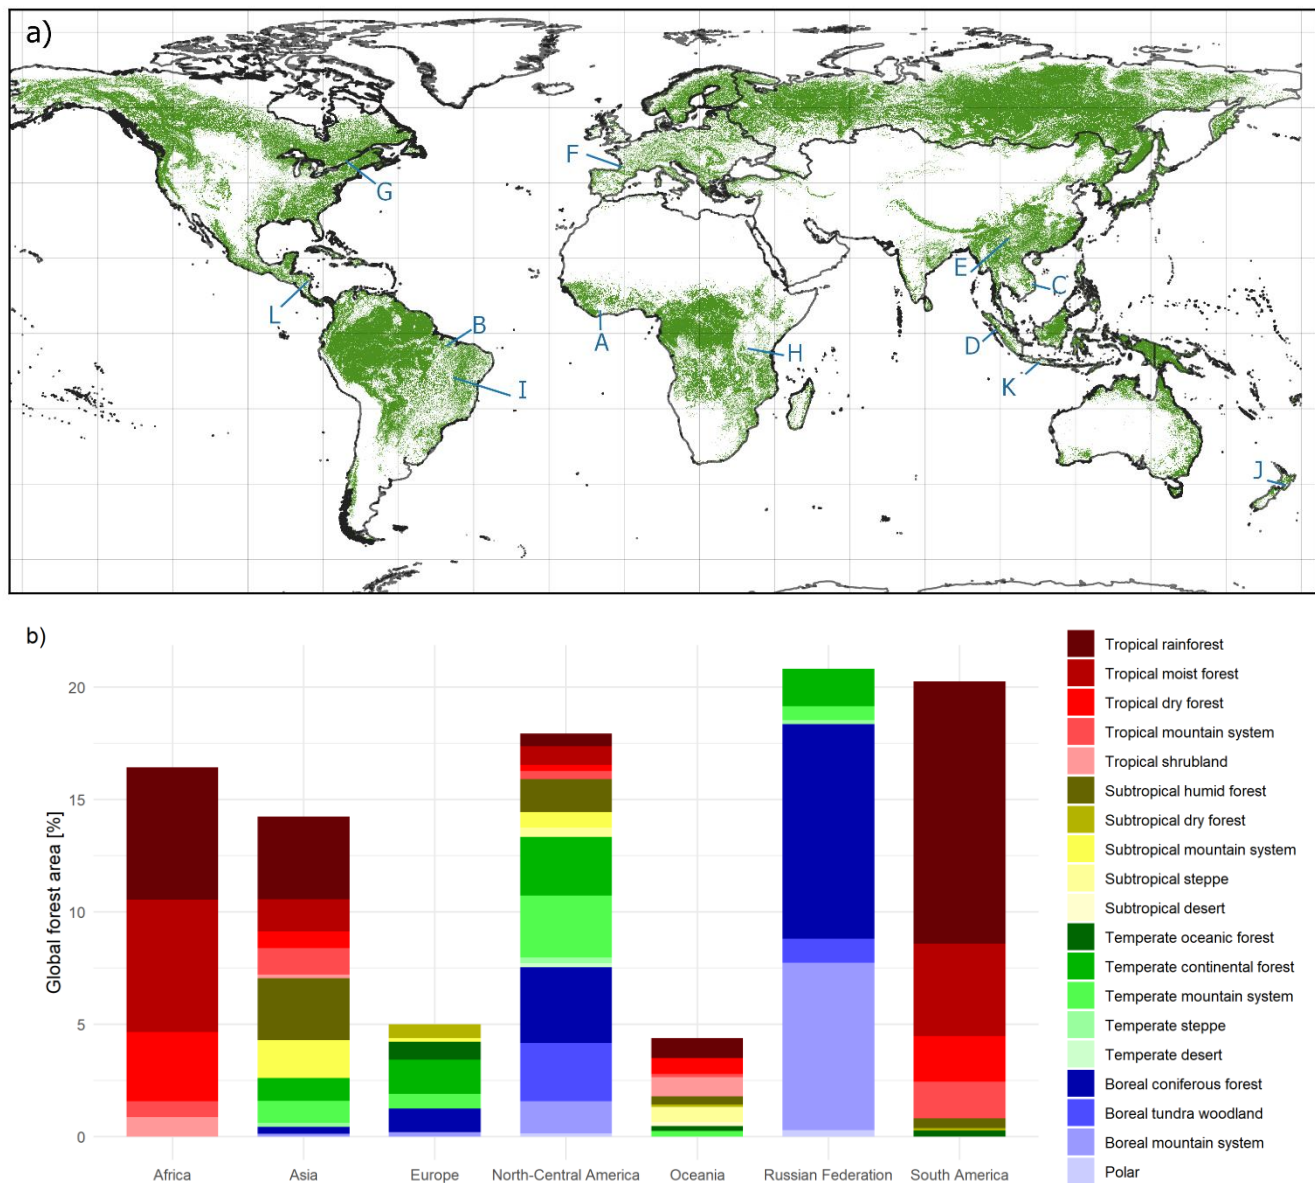 a)
F
G
E
C
L
B
A
D
H
I
K
J
b)
Global forest area [%]
20
15
10
5
0
Africa
Asia
Europe
North-Central America
Oceania
Russian Federation
South America
Tropical rainforest
Tropical moist forest
Tropical dry forest
Tropical mountain system
Tropical shrubland
Subtropical humid forest
Subtropical dry forest
Subtropical mountain system
Subtropical steppe
Subtropical desert
Temperate oceanic forest
Temperate continental forest
Temperate mountain system
Temperate steppe
Temperate desert
Boreal coniferous forest
Boreal tundra woodland
Boreal mountain system
Polar